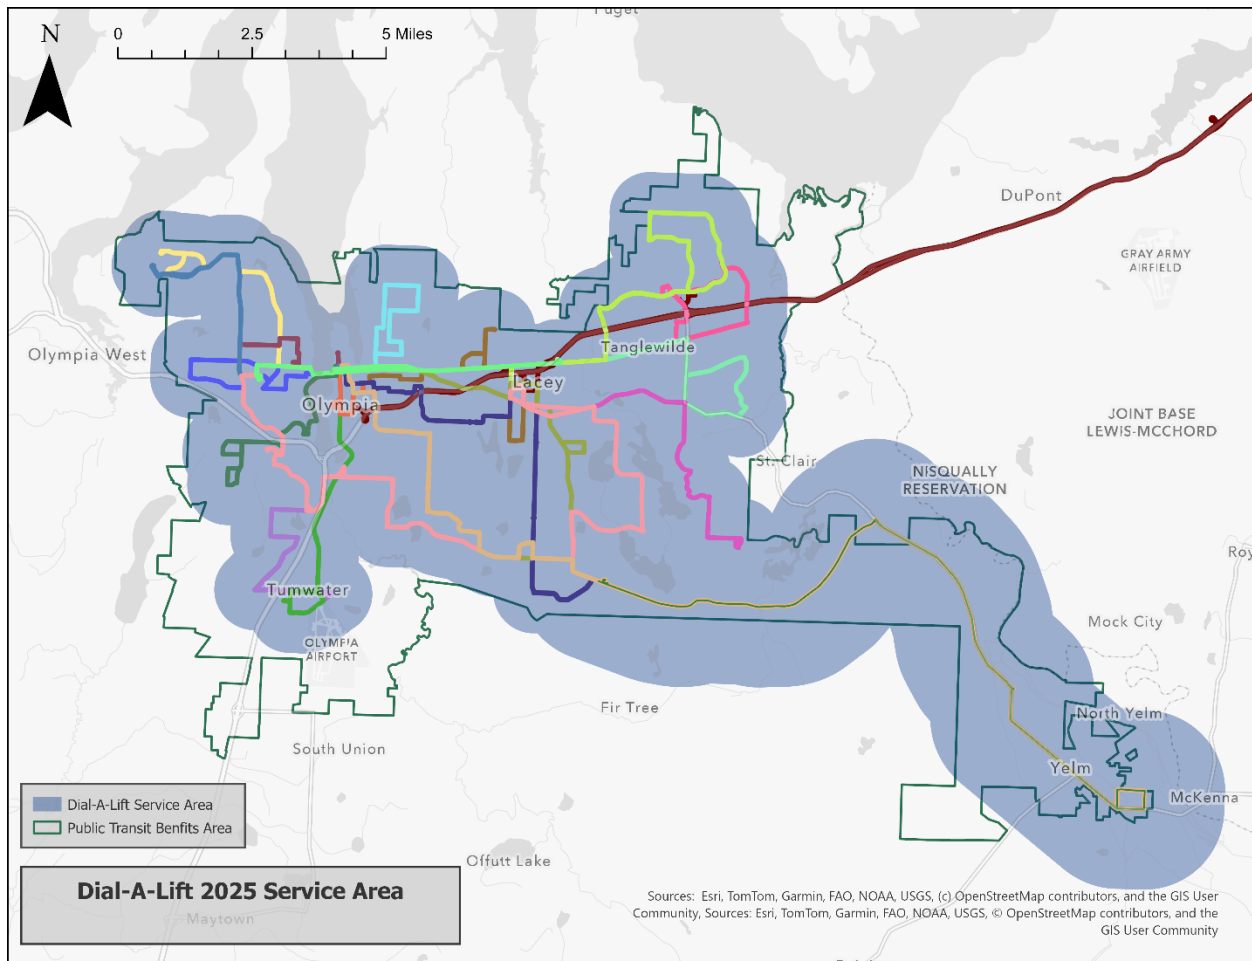 Puget
N
0 2.5 5 Miles
DuPont
GRAY ARMY
AIRFIELD
Olympia West
Tanglewilde
Lacey
Olympia
JOINT BASE
LEWIS-MCCHORD
St. Clair
NISQUALLY
RESERVATION
Roy
Tumwater
Mock City
OLYMPIA
AIRPORT
Fir Tree
North Yelm
South Union
Yelm
McKenna
Dial-A-Lift Service Area
Public Transit Benfits Area
Offutt Lake
Dial-A-Lift 2025 Service Area
Maytown
Sources: Esri, TomTom, Garmin, FAO, NOAA, USGS, (c) OpenStreetMap contributors, and the GIS User
Community, Sources: Esri, TomTom, Garmin, FAO, NOAA, USGS, © OpenStreetMap contributors, and the
GIS User Community